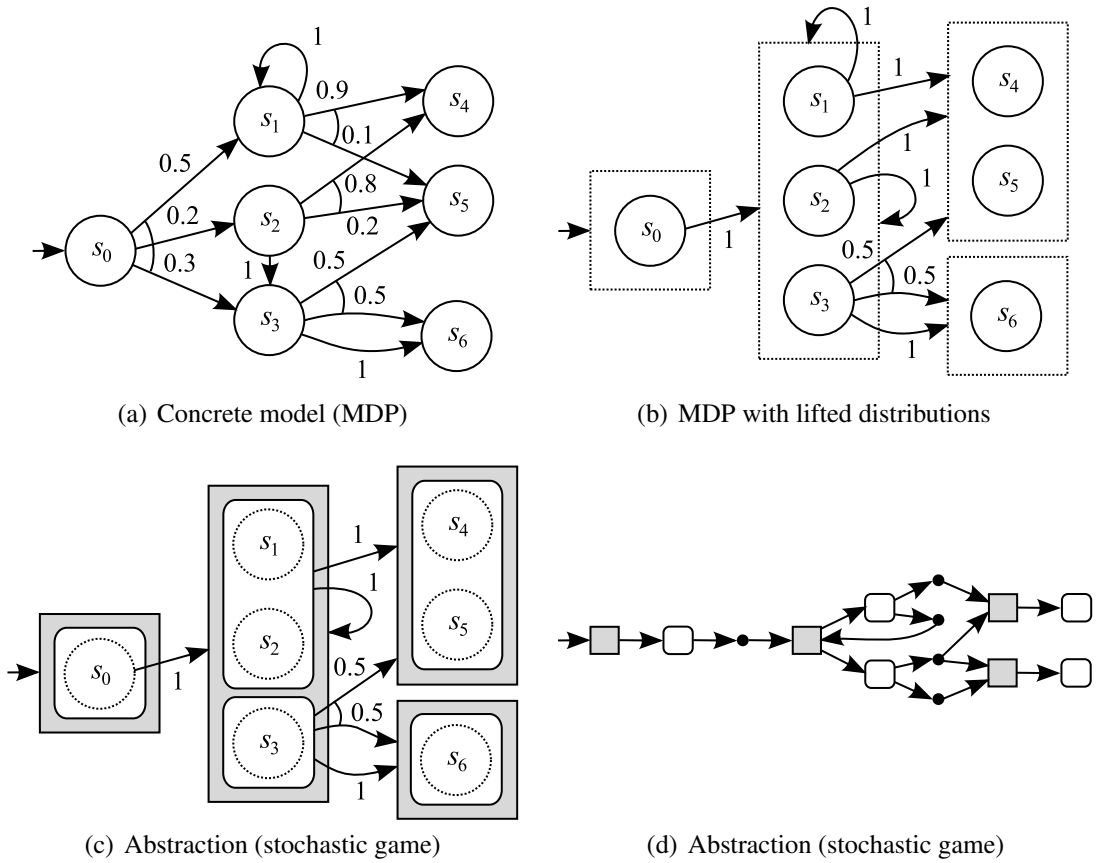 1
0.9
s4
s1
0.1
0.5
0.8
s5
0.2
s2
0.2
s0
0.3
0.5
1
s3
0.5
s6
1
(a) Concrete model (MDP)
1
s4
s1
1
1
s5
s2
1
s0
1
0.5
0.5
s3
s6
1
(b) MDP with lifted distributions
s4
s1
1
1
s5
s2
s0
1
0.5
0.5
s3
s6
1
(c) Abstraction (stochastic game)
(d) Abstraction (stochastic game)